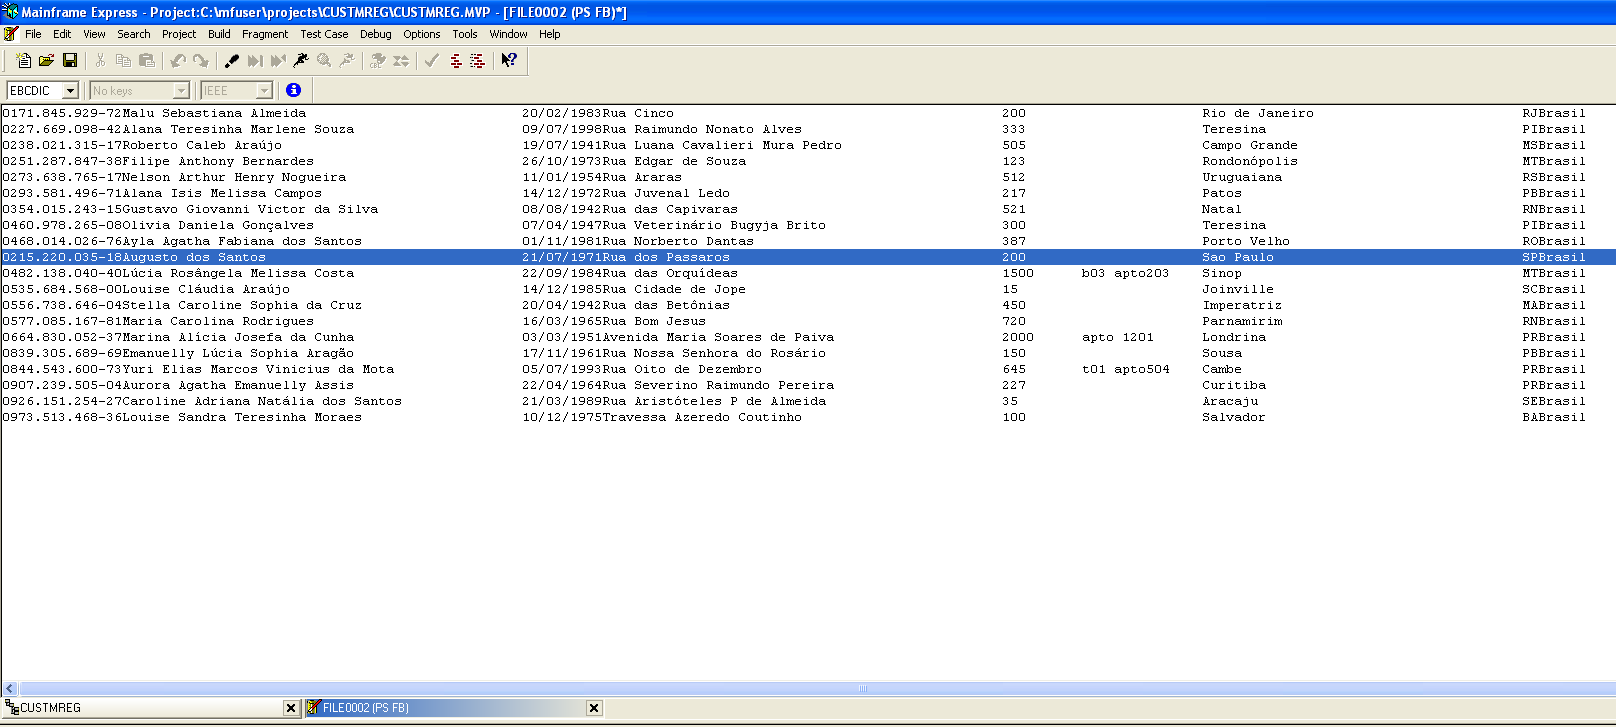 Mainframe Express - Project:C:\mfuser\projects\CUSTMREG\CUSTMREG.MVP - [FILE0002 (PS FB)*]
File Edit View Search Project Build Fragment Test Case Debug Options Tools Window Help
EBCDIC No keys IEEE
0171.845.929-72Malu Sebastiana Almeida 20/02/1983Rua Cinco 200 Rio de Janeiro RJBrasil
0227.669.098-42Alana Teresinha Marlene Souza 09/07/1998Rua Raimundo Nonato Alves 333 Teresina PIBrasil
0238.021.315-17Roberto Caleb Araújo 19/07/1941Rua Luana Cavalieri Mura Pedro 505 Campo Grande MSBrasil
0251.287.847-38Filipe Anthony Bernardes 26/10/1973Rua Edgar de Souza 123 Rondonópolis MTBrasil
0273.638.765-17Nelson Arthur Henry Nogueira 11/01/1954Rua Araras 512 Uruguaiana RSBrasil
0293.581.496-71Alana Isis Melissa Campos 14/12/1972Rua Juvenal Ledo 217 Patos PBBrasil
0354.015.243-15Gustavo Giovanni Victor da Silva 08/08/1942Rua das Capivaras 521 Natal RNBrasil
0460.978.265-08Olivia Daniela Gonçalves 07/04/1947Rua Veterinário Bugyja Brito 300 Teresina PIBrasil
0468.014.026-76Ayla Agatha Fabiana dos Santos 01/11/1981Rua Norberto Dantas 387 Porto Velho ROBrasil
0215.220.035-18Augusto dos Santos 21/07/1971Rua dos Passaros 200 Sao Paulo SPBrasil
0482.138.040-40Lúcia Rosângela Melissa Costa 22/09/1984Rua das Orquídeas 1500 b03 apto203 Sinop MTBrasil
0535.684.568-00Louise Cláudia Araújo 14/12/1985Rua Cidade de Jope 15 Joinville SCBrasil
0556.738.646-04Stella Caroline Sophia da Cruz 20/04/1942Rua das Betônias 450 Imperatriz MABrasil
0577.085.167-81Maria Carolina Rodrigues 16/03/1965Rua Bom Jesus 720 Parnamirim RNBrasil
0664.830.052-37Marina Alícia Josefa da Cunha 03/03/1951Avenida Maria Soares de Paiva 2000 apto 1201 Londrina PRBrasil
0839.305.689-69Emanuelly Lúcia Sophia Aragão 17/11/1961Rua Nossa Senhora do Rosário 150 Sousa PBBrasil
0844.543.600-73Yuri Elias Marcos Vinicius da Mota 05/07/1993Rua Oito de Dezembro 645 t01 apto504 Cambe PRBrasil
0907.239.505-04Aurora Agatha Emanuelly Assis 22/04/1964Rua Severino Raimundo Pereira 227 Curitiba PRBrasil
0926.151.254-27Caroline Adriana Natália dos Santos 21/03/1989Rua Aristóteles P de Almeida 35 Aracaju SEBrasil
0973.513.468-36Louise Sandra Teresinha Moraes 10/12/1975Travessa Azeredo Coutinho 100 Salvador BABrasil
CUSTMREG FILE0002 (PS FB)